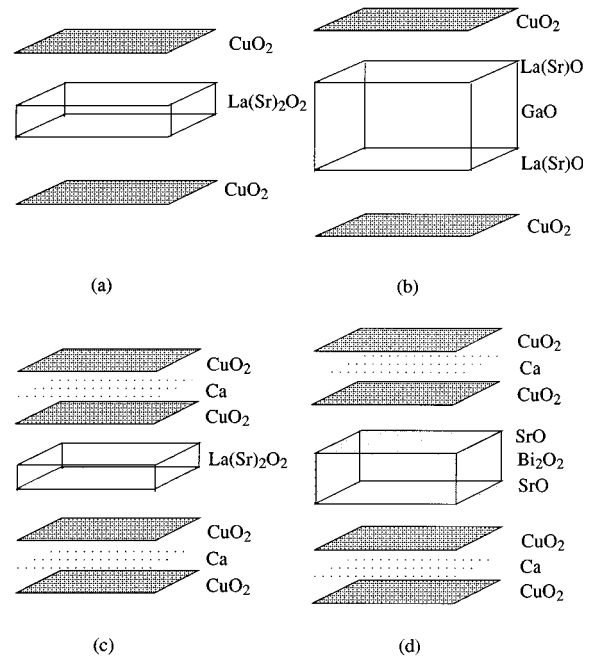 CuO2
La(Sr)2O2
CuO2
(a)
CuO2
La(Sr)O
GaO
La(Sr)O
CuO2
(b)
CuO2
Ca
CuO2
La(Sr)2O2
CuO2
Ca
CuO2
(c)
CuO2
Ca
CuO2
SrO
Bi2O2
SrO
CuO2
Ca
CuO2
(d)